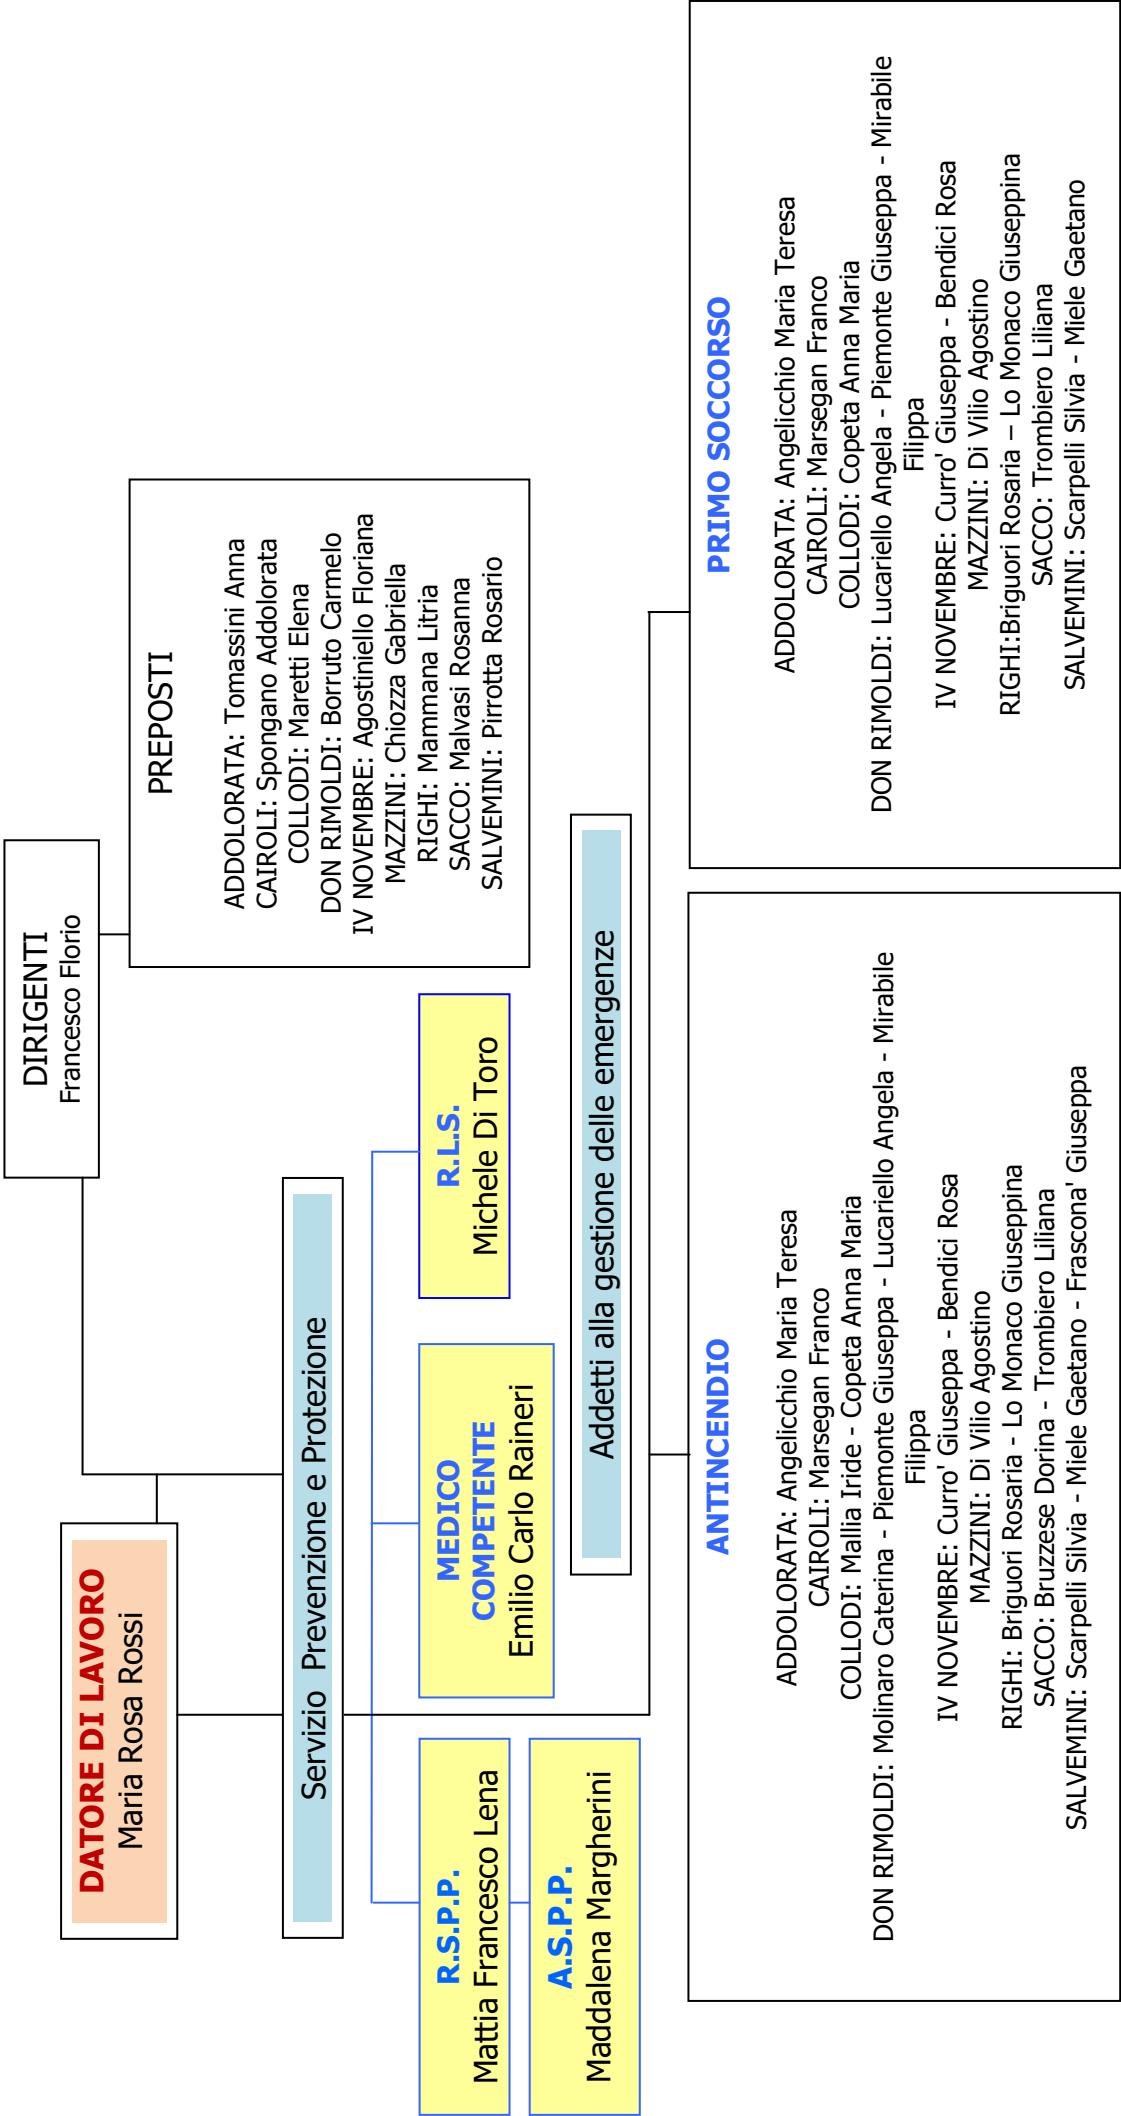 DATORE DI LAVORO
Maria Rosa Rossi
DIRIGENTI
Francesco Florio
PREPOSTI
ADDOLORATA: Tomassini Anna
CAIROLI: Spongano Addolorata
COLLODI: Maretti Elena
DON RIMOLDI: Borruto Carmelo
IV NOVEMBRE: Agostiniello Floriana
MAZZINI: Chiozza Gabriella
RIGHI: Mammana Litria
SACCO: Malvasi Rosanna
SALVEMINI: Pirrotta Rosario
Servizio Prevenzione e Protezione
R.S.P.P.
Mattia Francesco Lena
A.S.P.P.
Maddalena Margherini
MEDICO
COMPETENTE
Emilio Carlo Raineri
R.L.S.
Michele Di Toro
Addetti alla gestione delle emergenze
ANTINCENDIO
ADDOLORATA: Angelicchio Maria Teresa
CAIROLI: Marsegan Franco
COLLODI: Mallia Iride - Copeta Anna Maria
DON RIMOLDI: Molinaro Caterina - Piemonte Giuseppa - Lucariello Angela - Mirabile
Filippa
IV NOVEMBRE: Curro' Giuseppa - Bendici Rosa
MAZZINI: Di Vilio Agostino
RIGHI: Briguori Rosaria - Lo Monaco Giuseppina
SACCO: Bruzzese Dorina - Trombiero Liliana
SALVEMINI: Scarpelli Silvia - Miele Gaetano - Frascona' Giuseppa
PRIMO SOCCORSO
ADDOLORATA: Angelicchio Maria Teresa
CAIROLI: Marsegan Franco
COLLODI: Copeta Anna Maria
DON RIMOLDI: Lucariello Angela - Piemonte Giuseppa - Mirabile
Filippa
IV NOVEMBRE: Curro' Giuseppa - Bendici Rosa
MAZZINI: Di Vilio Agostino
RIGHI:Briguori Rosaria – Lo Monaco Giuseppina
SACCO: Trombiero Liliana
SALVEMINI: Scarpelli Silvia - Miele Gaetano